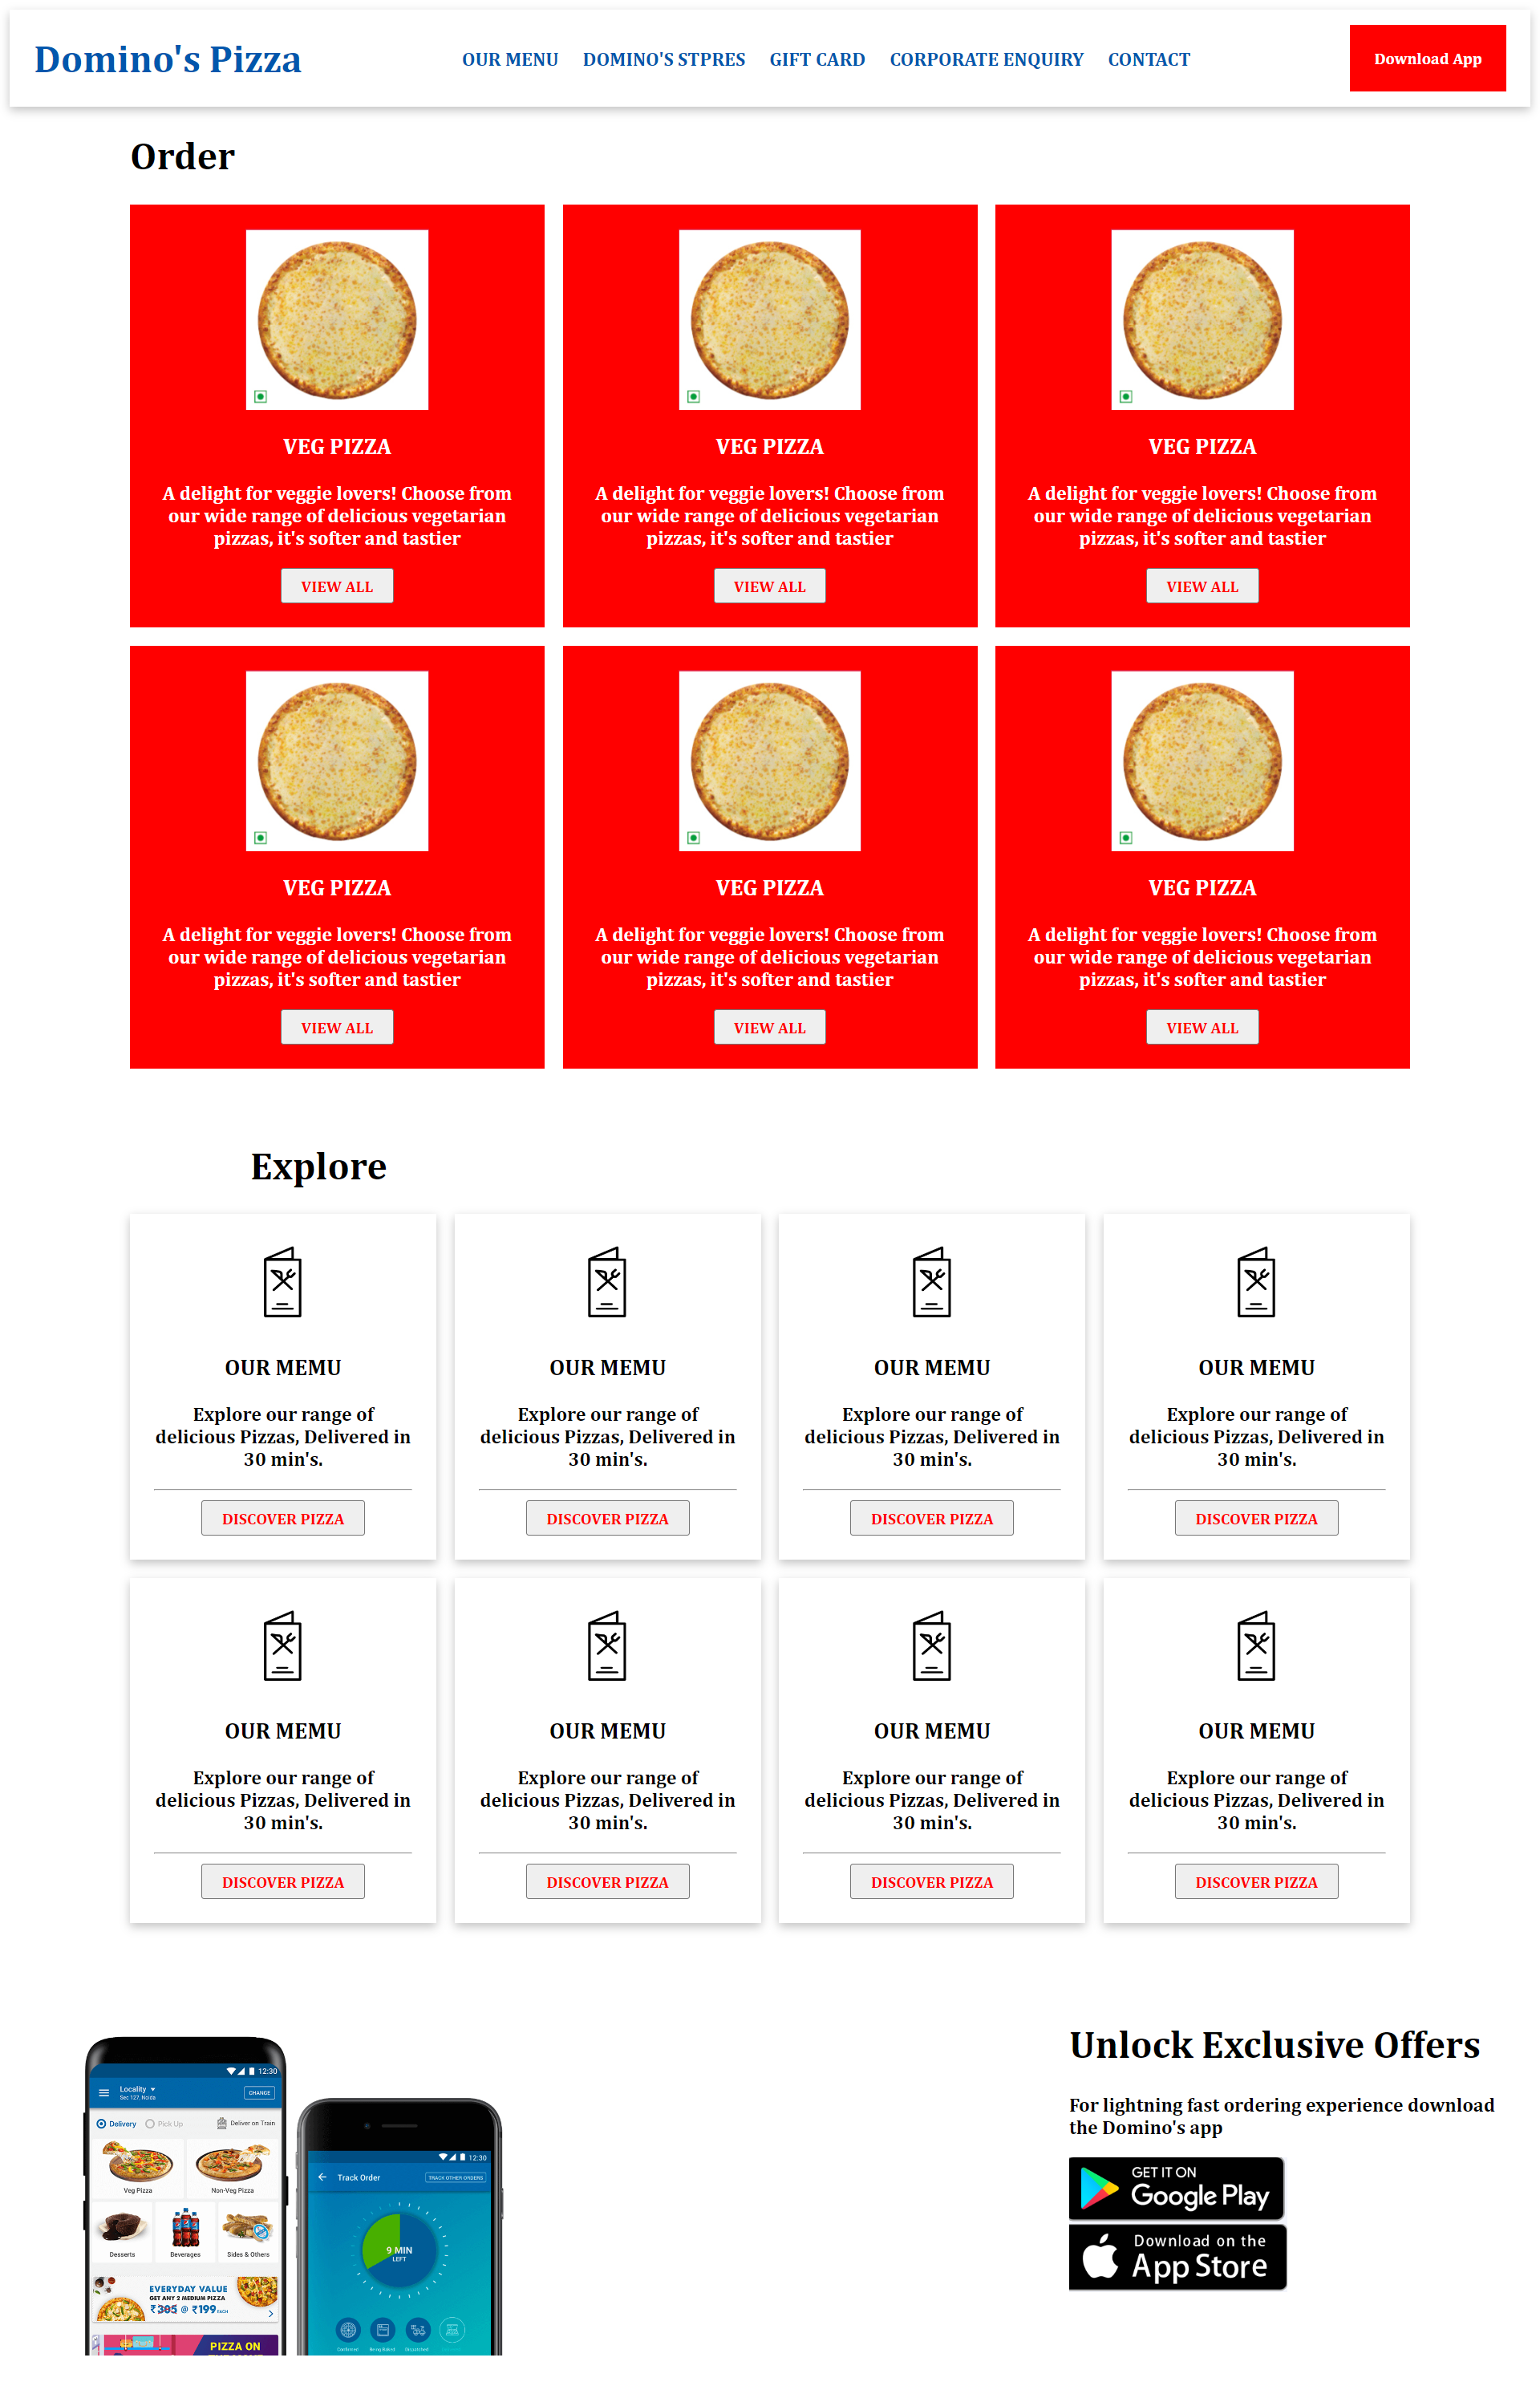 Domino's Pizza
OUR MENU DOMINO'S STPRES GIFT CARD CORPORATE ENQUIRY CONTACT
Download App
Order
VEG PIZZA
A delight for veggie lovers! Choose from
our wide range of delicious vegetarian
pizzas, it's softer and tastier
VIEW ALL
VEG PIZZA
A delight for veggie lovers! Choose from
our wide range of delicious vegetarian
pizzas, it's softer and tastier
VIEW ALL
VEG PIZZA
A delight for veggie lovers! Choose from
our wide range of delicious vegetarian
pizzas, it's softer and tastier
VIEW ALL
VEG PIZZA
A delight for veggie lovers! Choose from
our wide range of delicious vegetarian
pizzas, it's softer and tastier
VIEW ALL
VEG PIZZA
A delight for veggie lovers! Choose from
our wide range of delicious vegetarian
pizzas, it's softer and tastier
VIEW ALL
VEG PIZZA
A delight for veggie lovers! Choose from
our wide range of delicious vegetarian
pizzas, it's softer and tastier
VIEW ALL
Explore
OUR MEMU
Explore our range of
delicious Pizzas, Delivered in
30 min's.
DISCOVER PIZZA
OUR MEMU
Explore our range of
delicious Pizzas, Delivered in
30 min's.
DISCOVER PIZZA
OUR MEMU
Explore our range of
delicious Pizzas, Delivered in
30 min's.
DISCOVER PIZZA
OUR MEMU
Explore our range of
delicious Pizzas, Delivered in
30 min's.
DISCOVER PIZZA
OUR MEMU
Explore our range of
delicious Pizzas, Delivered in
30 min's.
DISCOVER PIZZA
OUR MEMU
Explore our range of
delicious Pizzas, Delivered in
30 min's.
DISCOVER PIZZA
OUR MEMU
Explore our range of
delicious Pizzas, Delivered in
30 min's.
DISCOVER PIZZA
OUR MEMU
Explore our range of
delicious Pizzas, Delivered in
30 min's.
DISCOVER PIZZA
12:30
Locality
Sec 127, Noida
CHANGE
Delivery Pick Up Deliver on Train
Veg Pizza Non-Veg Pizza
Desserts Beverages Sides & Others
EVERYDAY VALUE
GET ANY 2 MEDIUM PIZZA
₹305 @ ₹199 EACH
PIZZA ON
12:30
Track Order
TRACK OTHER ORDERS
9 MIN
LEFT
Being Baked
Unlock Exclusive Offers
For lightning fast ordering experience download
the Domino's app
GET IT ON
Google Play
Download on the
App Store